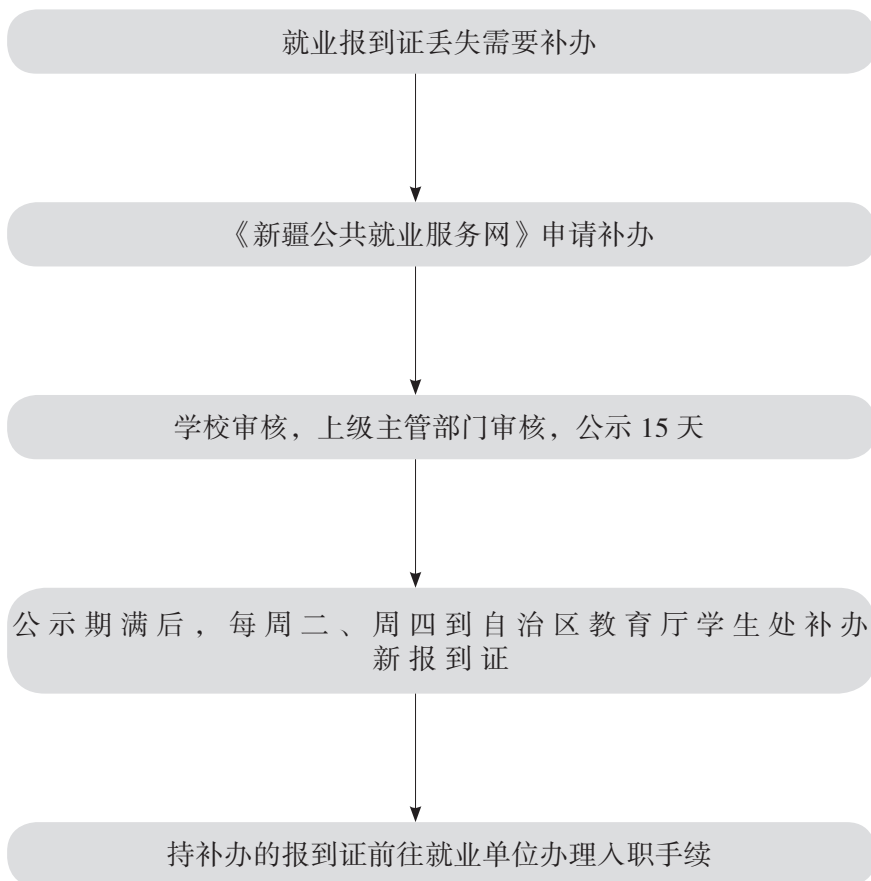 就业报到证丢失需要补办
《新疆公共就业服务网》申请补办
学校审核，上级主管部门审核，公示 15 天
公示期满后，每周二、周四到自治区教育厅学生处补办
新报到证
持补办的报到证前往就业单位办理入职手续